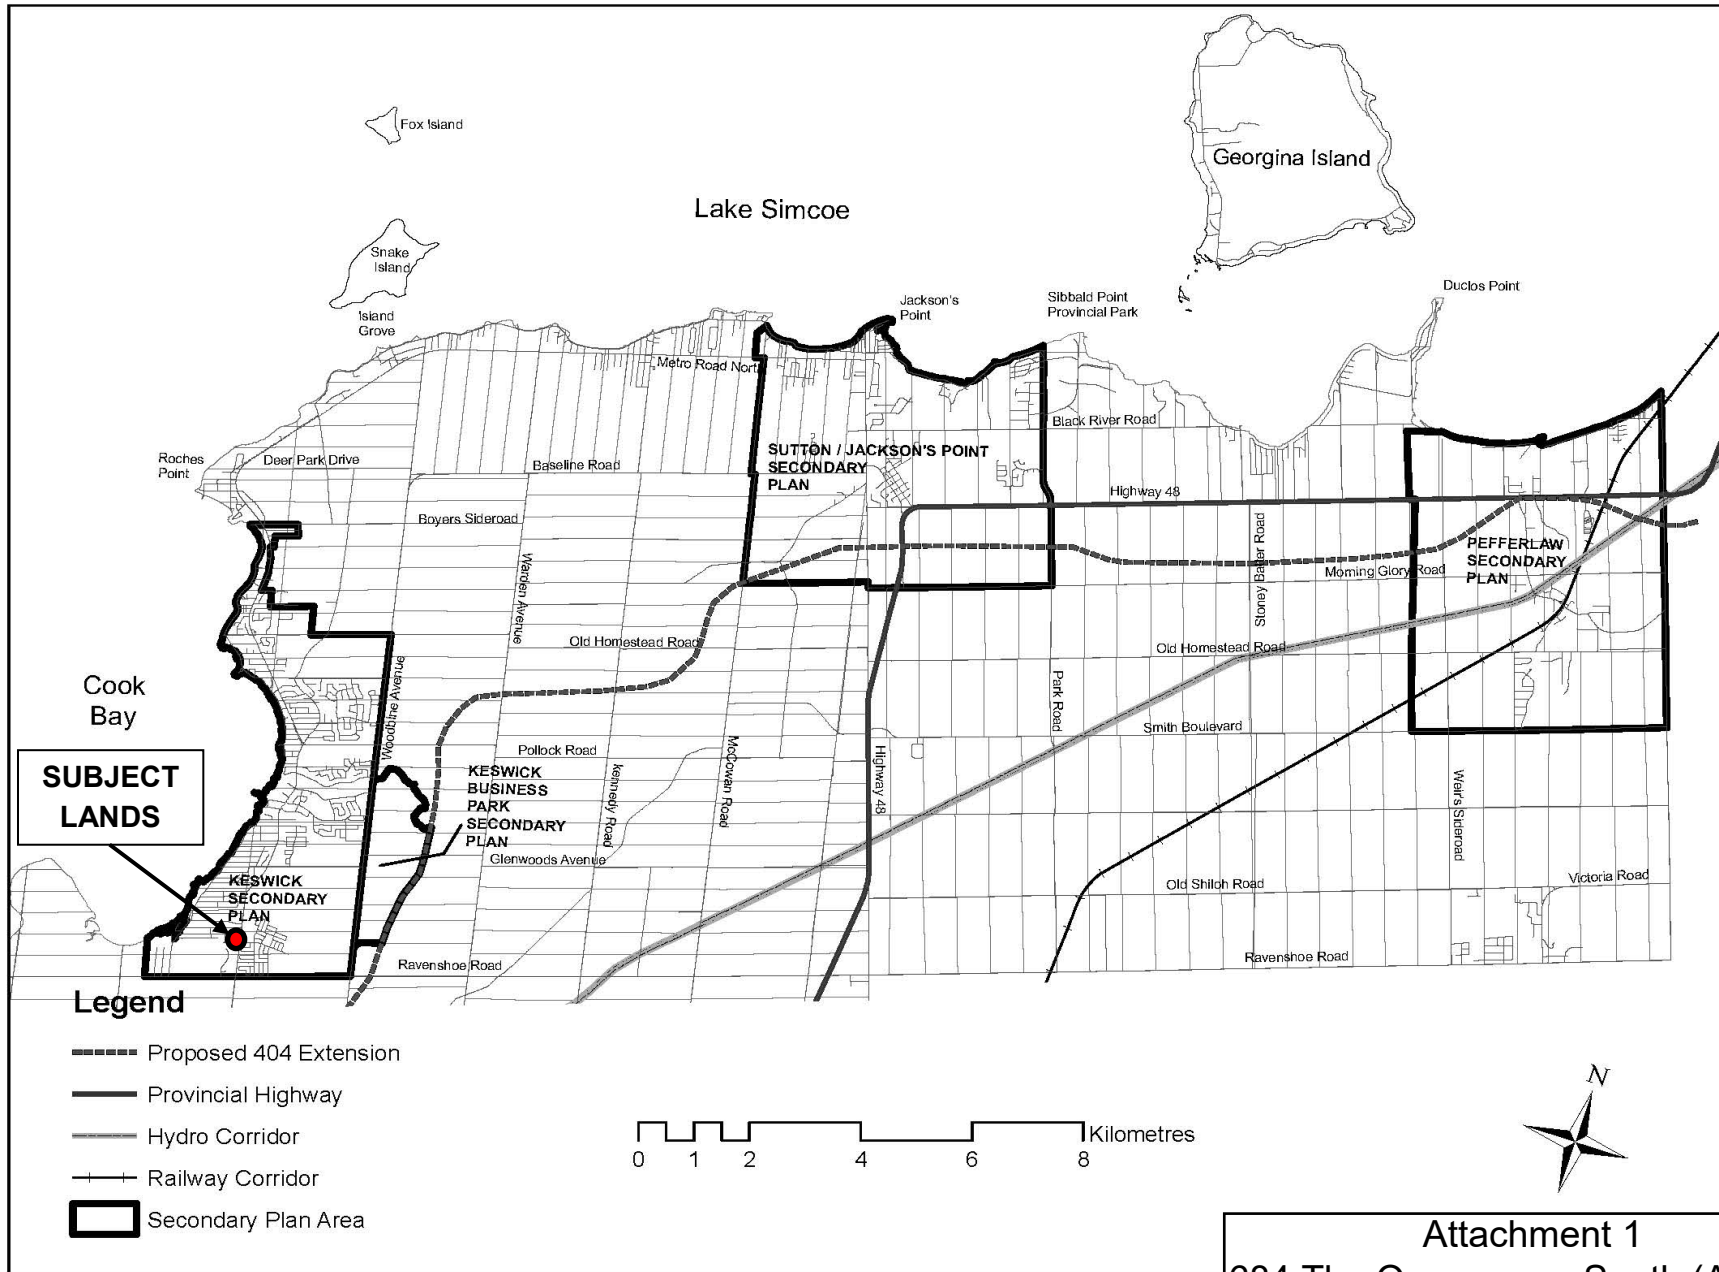 Fox Island
Georgina Island
Lake Simcoe
Snake
Island
Island
Grove
Jackson's
Point
Sibbald Point
Provincial Park
Duclos Point
Metro Road North
Black River Road
Roches
Point
Deer Park Drive
Baseline Road
SUTTON / JACKSON'S POINT
SECONDARY
PLAN
Highway 48
Boyers Sideroad
Warden Avenue
Stoney Batter Road
PEFFERLAW
SECONDARY
PLAN
Morning Glory Road
Old Homestead Road
Old Homestead Road
Woodbine Avenue
Cook
Bay
Park Road
Smith Boulevard
Pollock Road
McCowan Road
Highway 48
kennedy Road
Weir's Sideroad
SUBJECT
LANDS
KESWICK
BUSINESS
PARK
SECONDARY
PLAN
Glenwoods Avenue
KESWICK
SECONDARY
PLAN
Old Shiloh Road
Victoria Road
Ravenshoe Road
Ravenshoe Road
Legend
Proposed 404 Extension
Provincial Highway
Hydro Corridor
Railway Corridor
Secondary Plan Area
Kilometres
0 1 2 4 6 8
N
Attachment 1